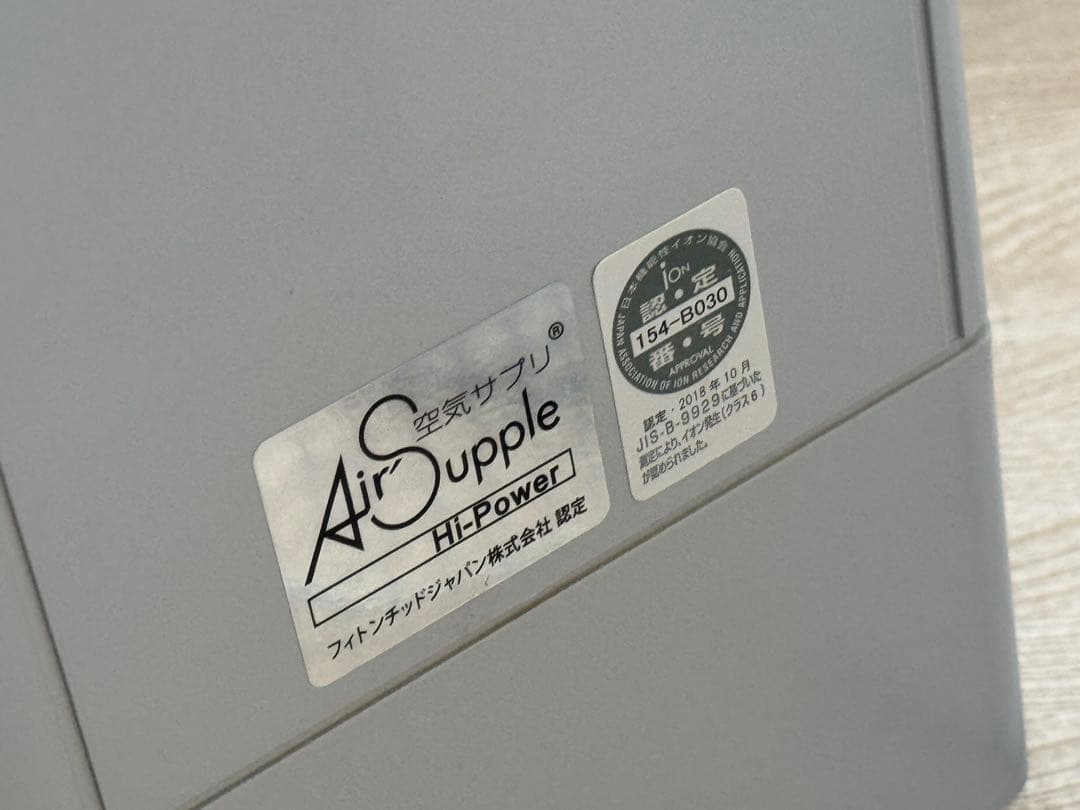 空気サプリ®
Air Supple
Hi-Power
フィトンチッドジャパン株式会社 認定
日本機能性イオン協会
iON
認・定
154-B030
番・号
APPROVAL
JAPAN ASSOCIATION OF ION RESEARCH AND APPLICATION
認定・2018年10月
JIS-B-9929に基づいた
測定により、イオン発生(クラス6)
が認められました。